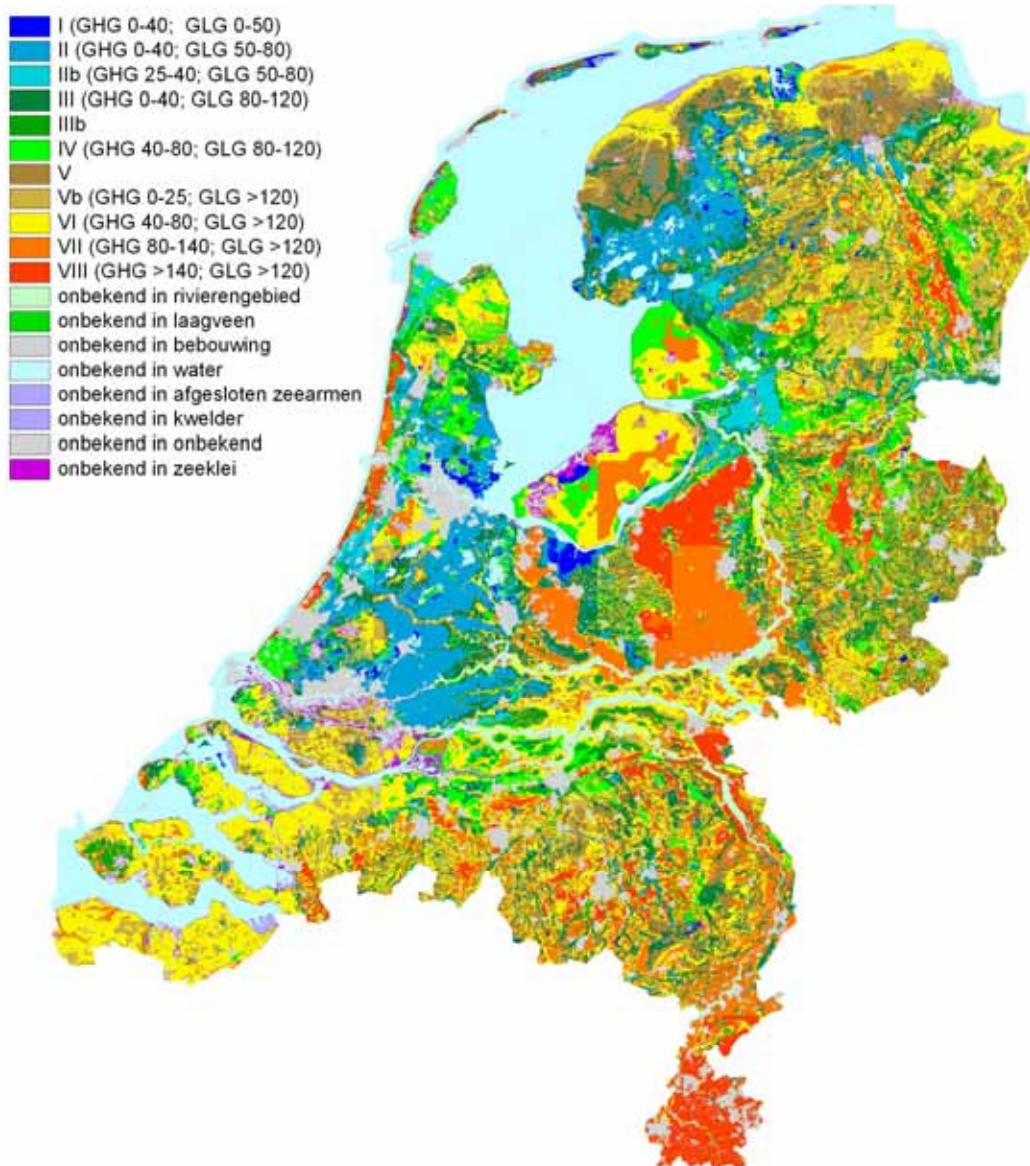 I (GHG 0-40; GLG 0-50)
II (GHG 0-40; GLG 50-80)
IIb (GHG 25-40; GLG 50-80)
III (GHG 0-40; GLG 80-120)
IIIb
IV (GHG 40-80; GLG 80-120)
V
Vb (GHG 0-25; GLG >120)
VI (GHG 40-80; GLG >120)
VII (GHG 80-140; GLG >120)
VIII (GHG >140; GLG >120)
onbekend in rivierengebied
onbekend in laagveen
onbekend in bebouwing
onbekend in water
onbekend in afgesloten zeearmen
onbekend in kwelder
onbekend in onbekend
onbekend in zeeklei